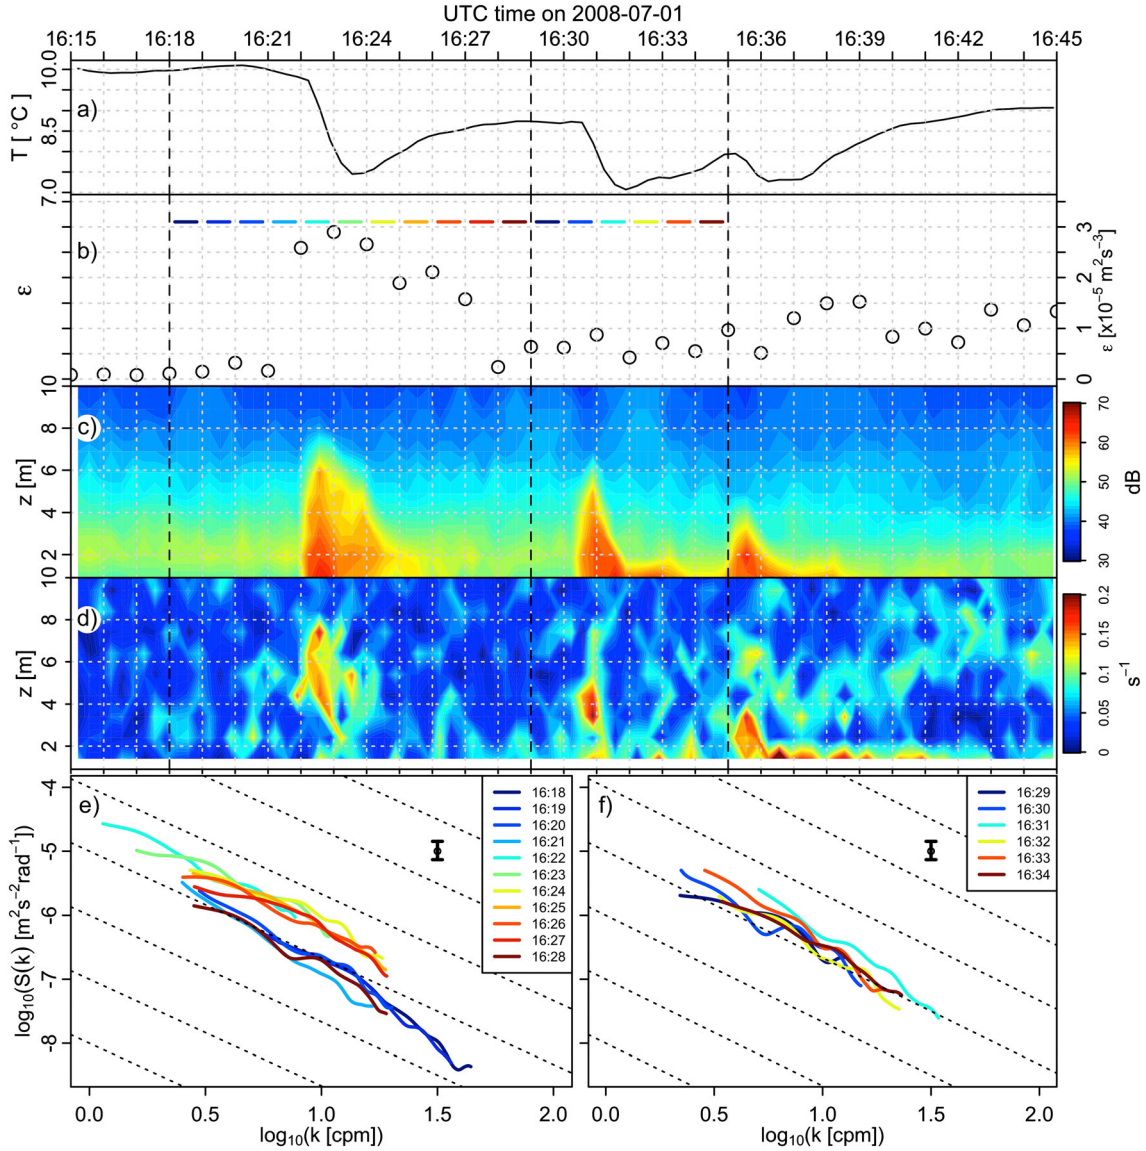 UTC time on 2008-07-01
16:15 16:18 16:21 16:24 16:27 16:30 16:33 16:36 16:39 16:42 16:45
a)
T [ °C]
10.0
8.5
7.0
b)
ε
7
0
3
2
1
0
ε [x10⁻⁵ m²s⁻³]
c)
z [m]
10
8
6
4
2
70
60
50
40
30
dB
d)
z [m]
10
8
6
4
2
0.2
0.15
0.1
0.05
0
s⁻¹
e)
log₁₀(S(k) [m²s⁻²rad⁻¹])
-4
-5
-6
-7
-8
16:18
16:19
16:20
16:21
16:22
16:23
16:24
16:25
16:26
16:27
16:28
0.0 0.5 1.0 1.5 2.0
log₁₀(k [cpm])
f)
16:29
16:30
16:31
16:32
16:33
16:34
0.0 0.5 1.0 1.5 2.0
log₁₀(k [cpm])